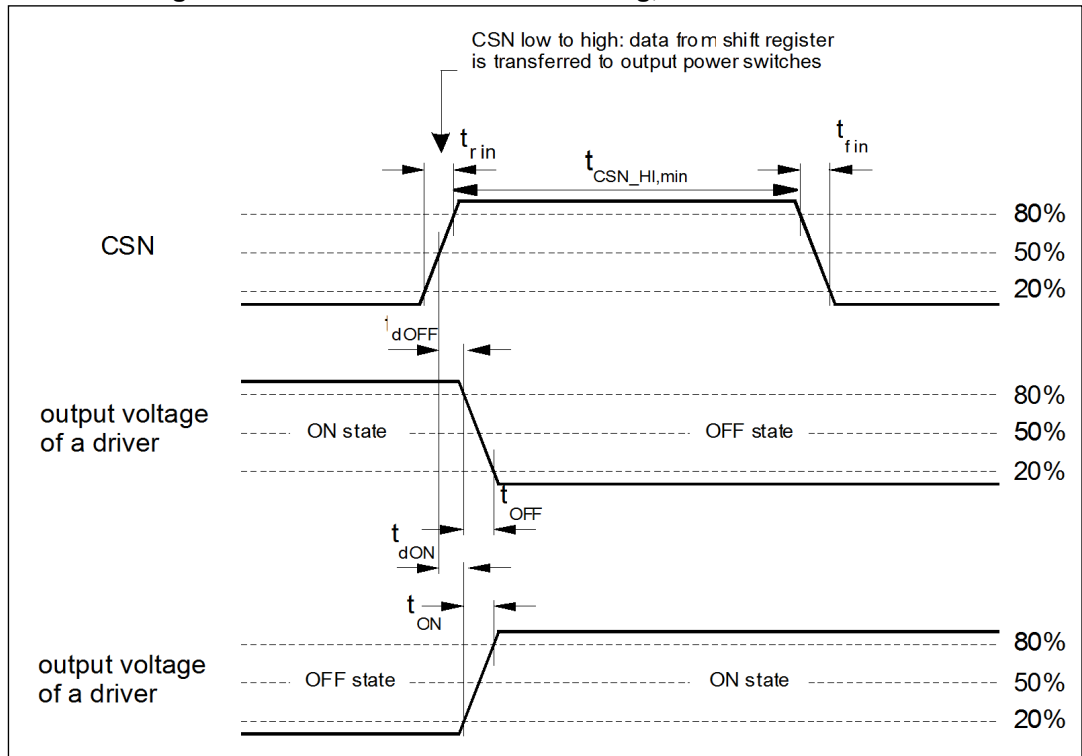 CSN low to high: data from shift register
is transferred to output power switches
t r in
t CSN_HI,min
t f in
CSN
80%
50%
20%
t dOFF
output voltage
of a driver
ON state
OFF state
80%
50%
20%
t OFF
t dON
t ON
output voltage
of a driver
OFF state
ON state
80%
50%
20%